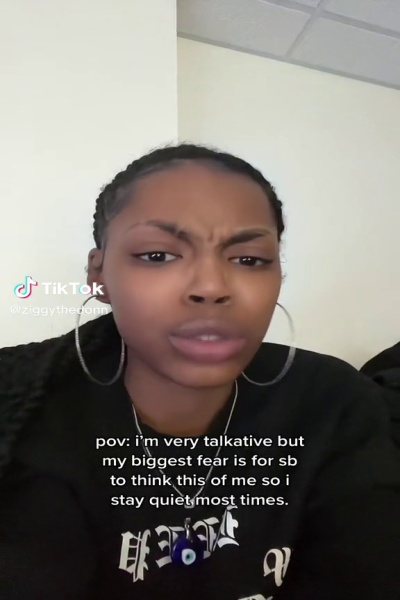 TikTok
@ziggythegonn
pov: i'm very talkative but
my biggest fear is for sb
to think this of me so i
stay quiet most times.